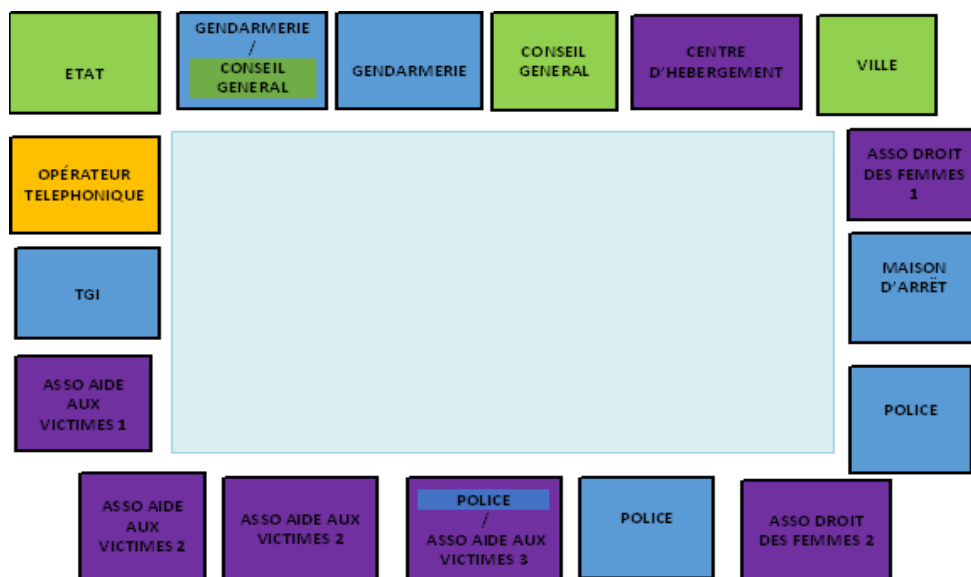 ETAT
GENDARMERIE
/
CONSEIL
GENERAL
GENDARMERIE
CONSEIL
GENERAL
CENTRE
D'HEBERGEMENT
VILLE
OPÉRATEUR
TELEPHONIQUE
ASSO DROIT
DES FEMMES
1
TGI
MAISON
D'ARRËT
ASSO AIDE
AUX
VICTIMES 1
POLICE
ASSO AIDE
AUX
VICTIMES 2
ASSO AIDE AUX
VICTIMES 2
POLICE
/
ASSO AIDE AUX
VICTIMES 3
POLICE
ASSO DROIT
DES FEMMES 2